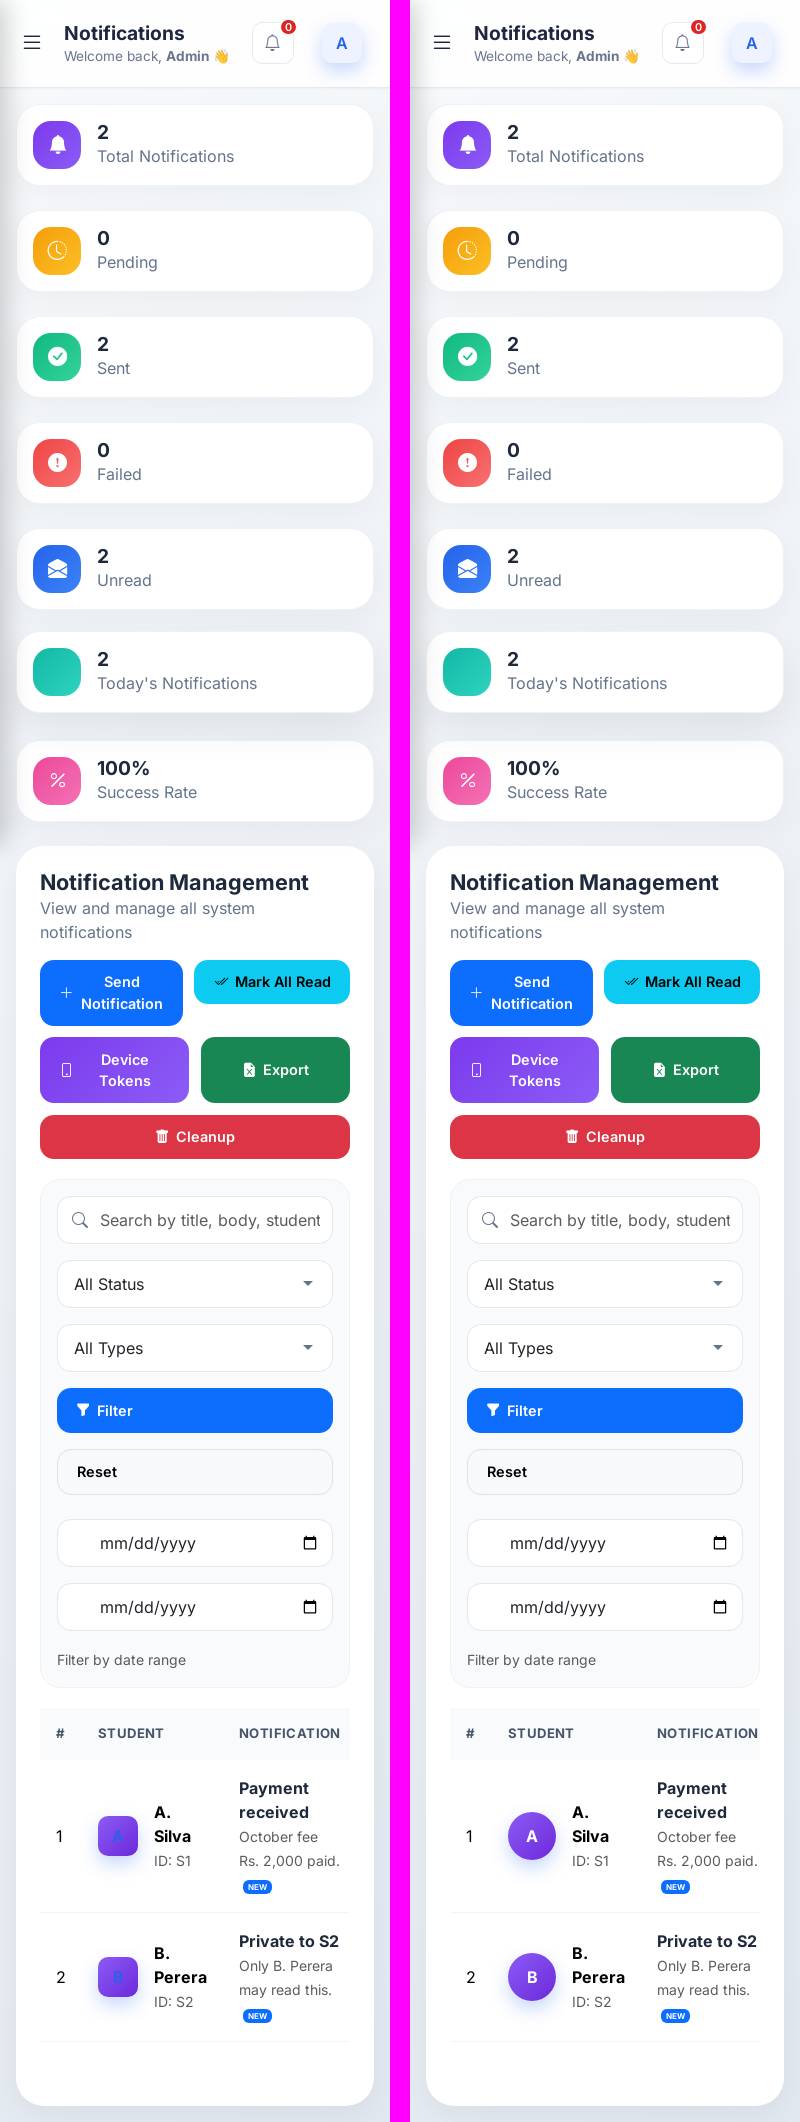 Notifications
Welcome back, Admin 👋
0
A
2
Total Notifications
0
Pending
2
Sent
0
Failed
2
Unread
2
Today's Notifications
100%
Success Rate
Notification Management
View and manage all system
notifications
Send
Notification
Mark All Read
Device
Tokens
Export
Cleanup
Search by title, body, student
All Status
All Types
Filter
Reset
mm/dd/yyyy
mm/dd/yyyy
Filter by date range
# STUDENT NOTIFICATION
1
A
A.
Silva
ID: S1
Payment
received
October fee
Rs. 2,000 paid.
NEW
2
B
B.
Perera
ID: S2
Private to S2
Only B. Perera
may read this.
NEW
Notifications
Welcome back, Admin 👋
0
A
2
Total Notifications
0
Pending
2
Sent
0
Failed
2
Unread
2
Today's Notifications
100%
Success Rate
Notification Management
View and manage all system
notifications
Send
Notification
Mark All Read
Device
Tokens
Export
Cleanup
Search by title, body, student
All Status
All Types
Filter
Reset
mm/dd/yyyy
mm/dd/yyyy
Filter by date range
# STUDENT NOTIFICATION
1
A
A.
Silva
ID: S1
Payment
received
October fee
Rs. 2,000 paid.
NEW
2
B
B.
Perera
ID: S2
Private to S2
Only B. Perera
may read this.
NEW